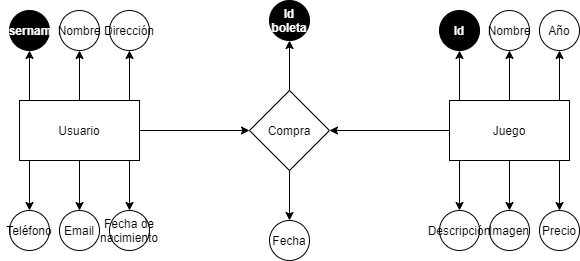 sernam
Nombre
Dirección
Id
boleta
Id
Nombre
Año
Usuario
Compra
Juego
Teléfono
Email
Fecha de
nacimiento
Fecha
Descripción
Imagen
Precio